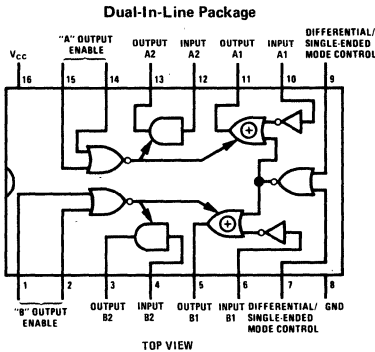 Dual-In-Line Package
DIFFERENTIAL/
SINGLE-ENDED
MODE CONTROL
"A" OUTPUT
ENABLE
OUTPUT
A2
INPUT
A2
OUTPUT
A1
INPUT
A1
VCC
16 15 14 13 12 11 10 9
1 2 3 4 5 6 7 8
"B" OUTPUT
ENABLE
OUTPUT
B2
INPUT
B2
OUTPUT
B1
INPUT
B1
DIFFERENTIAL/
SINGLE-ENDED
MODE CONTROL
GND
TOP VIEW